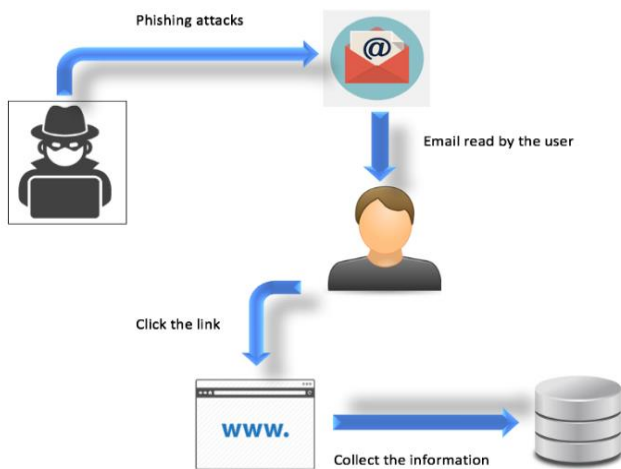 Phishing attacks
@
Email read by the user
Click the link
www.
Collect the information